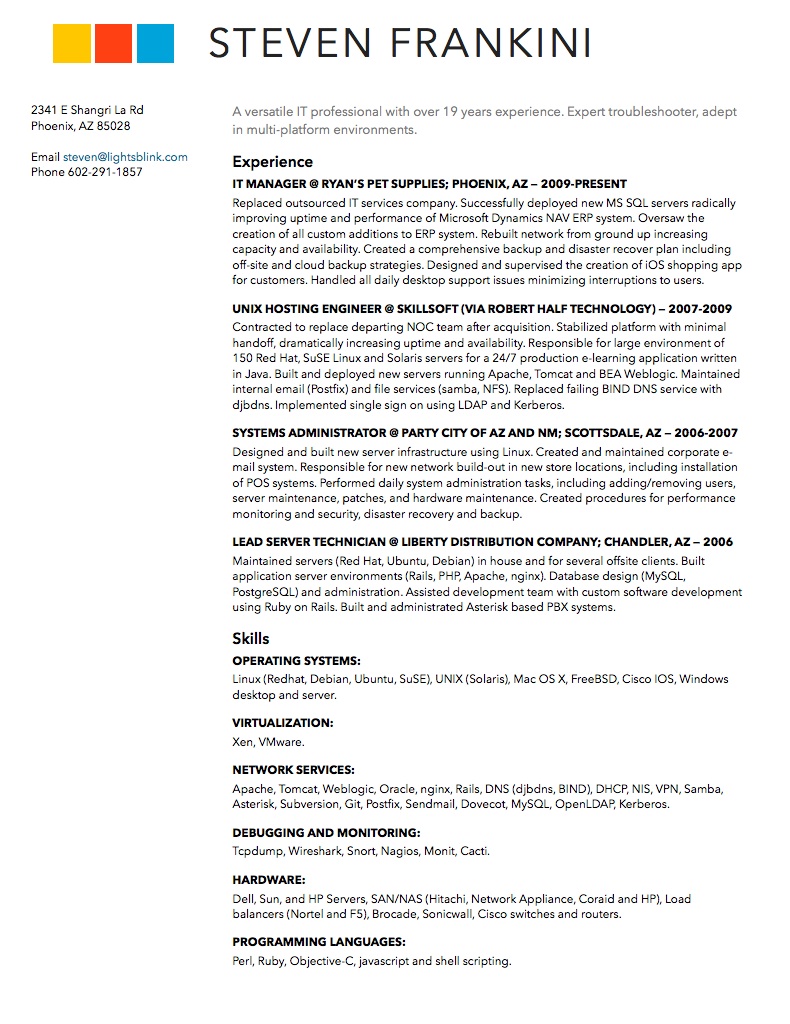 STEVEN FRANKINI
2341 E Shangri La Rd
Phoenix, AZ 85028
Email steven@lightsblink.com
Phone 602-291-1857
A versatile IT professional with over 19 years experience. Expert troubleshooter, adept
in multi-platform environments.
Experience
IT MANAGER @ RYAN'S PET SUPPLIES; PHOENIX, AZ – 2009-PRESENT
Replaced outsourced IT services company. Successfully deployed new MS SQL servers radically
improving uptime and performance of Microsoft Dynamics NAV ERP system. Oversaw the
creation of all custom additions to ERP system. Rebuilt network from ground up increasing
capacity and availability. Created a comprehensive backup and disaster recover plan including
off-site and cloud backup strategies. Designed and supervised the creation of iOS shopping app
for customers. Handled all daily desktop support issues minimizing interruptions to users.
UNIX HOSTING ENGINEER @ SKILLSOFT (VIA ROBERT HALF TECHNOLOGY) – 2007-2009
Contracted to replace departing NOC team after acquisition. Stabilized platform with minimal
handoff, dramatically increasing uptime and availability. Responsible for large environment of
150 Red Hat, SuSE Linux and Solaris servers for a 24/7 production e-learning application written
in Java. Built and deployed new servers running Apache, Tomcat and BEA Weblogic. Maintained
internal email (Postfix) and file services (samba, NFS). Replaced failing BIND DNS service with
djbdns. Implemented single sign on using LDAP and Kerberos.
SYSTEMS ADMINISTRATOR @ PARTY CITY OF AZ AND NM; SCOTTSDALE, AZ – 2006-2007
Designed and built new server infrastructure using Linux. Created and maintained corporate e-
mail system. Responsible for new network build-out in new store locations, including installation
of POS systems. Performed daily system administration tasks, including adding/removing users,
server maintenance, patches, and hardware maintenance. Created procedures for performance
monitoring and security, disaster recovery and backup.
LEAD SERVER TECHNICIAN @ LIBERTY DISTRIBUTION COMPANY; CHANDLER, AZ – 2006
Maintained servers (Red Hat, Ubuntu, Debian) in house and for several offsite clients. Built
application server environments (Rails, PHP, Apache, nginx). Database design (MySQL,
PostgreSQL) and administration. Assisted development team with custom software development
using Ruby on Rails. Built and administrated Asterisk based PBX systems.
Skills
OPERATING SYSTEMS:
Linux (Redhat, Debian, Ubuntu, SuSE), UNIX (Solaris), Mac OS X, FreeBSD, Cisco IOS, Windows
desktop and server.
VIRTUALIZATION:
Xen, VMware.
NETWORK SERVICES:
Apache, Tomcat, Weblogic, Oracle, nginx, Rails, DNS (djbdns, BIND), DHCP, NIS, VPN, Samba,
Asterisk, Subversion, Git, Postfix, Sendmail, Dovecot, MySQL, OpenLDAP, Kerberos.
DEBUGGING AND MONITORING:
Tcpdump, Wireshark, Snort, Nagios, Monit, Cacti.
HARDWARE:
Dell, Sun, and HP Servers, SAN/NAS (Hitachi, Network Appliance, Coraid and HP), Load
balancers (Nortel and F5), Brocade, Sonicwall, Cisco switches and routers.
PROGRAMMING LANGUAGES:
Perl, Ruby, Objective-C, javascript and shell scripting.